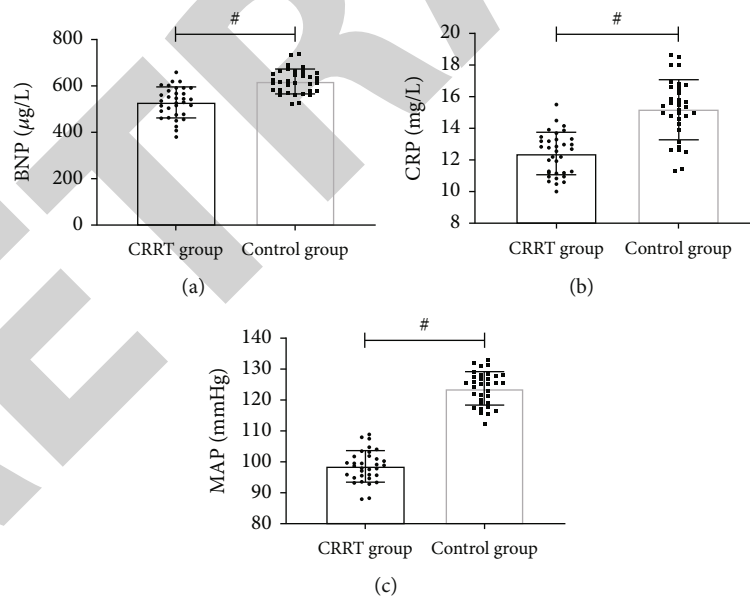 #
800
600
400
200
0
BNP (μg/L)
CRRT group Control group
(a)
#
20
18
16
14
12
10
8
CRP (mg/L)
CRRT group Control group
(b)
#
140
130
120
110
100
90
80
MAP (mmHg)
CRRT group Control group
(c)